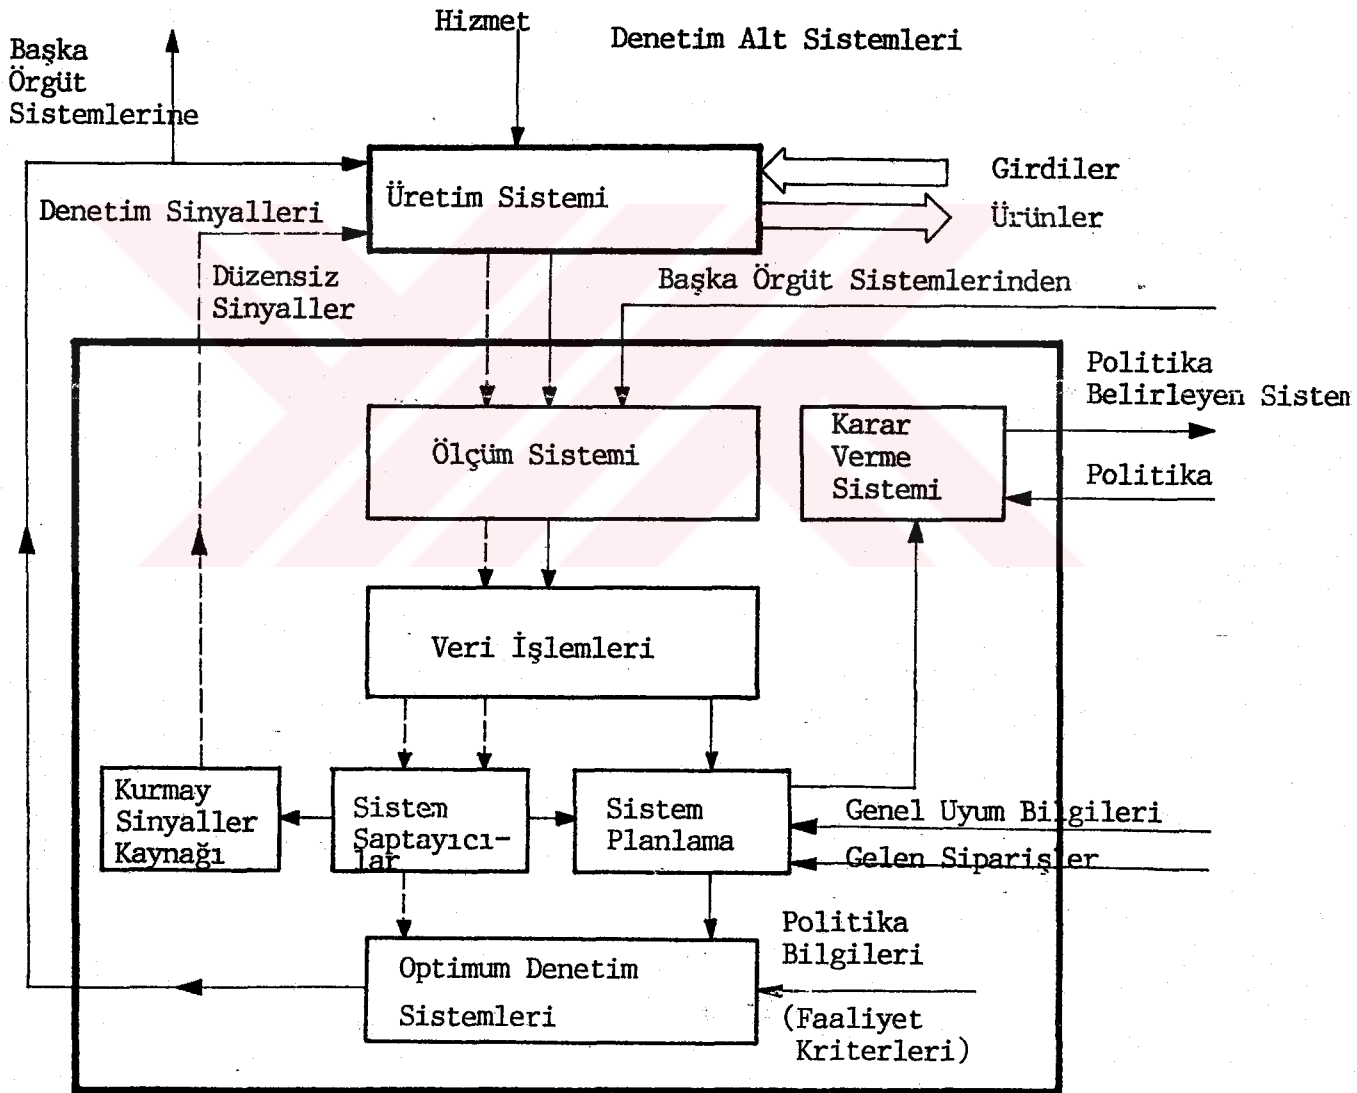 Hizmet
Denetim Alt Sistemleri
Başka
Örgüt
Sistemlerine
Üretim Sistemi
Girdiler
Ürünler
Denetim Sinyalleri
Düzensiz
Sinyaller
Başka Örgüt Sistemlerinden
Politika
Belirleyen Sistem
Politika
Ölçüm Sistemi
Karar
Verme
Sistemi
Veri İşlemleri
Kurmay
Sinyaller
Kaynağı
Sistem
Saptayıcı-
lar
Sistem
Planlama
Genel Uyum Bilgileri
Gelen Siparişler
Politika
Bilgileri
(Faaliyet
Kriterleri)
Optimum Denetim
Sistemleri